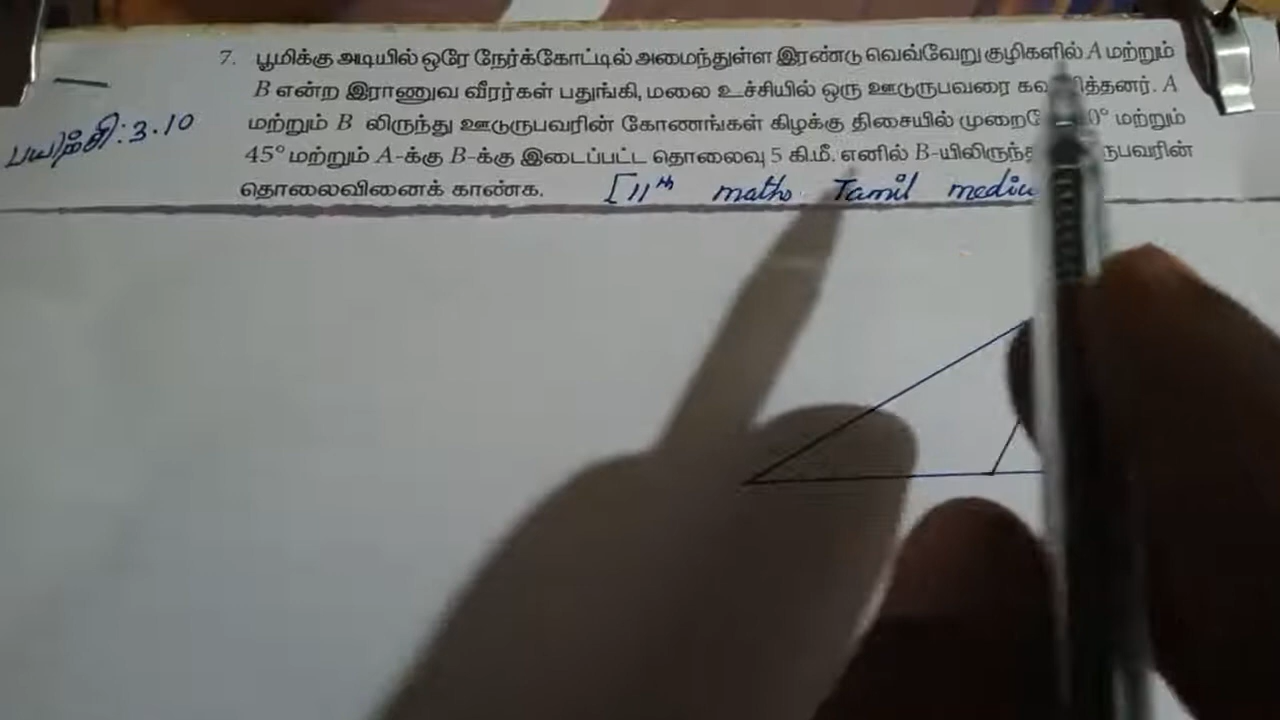 7. பூமிக்கு அடியில் ஒரே நேர்க்கோட்டில் அமைந்துள்ள இரண்டு வெவ்வேறு குழிகளில் A மற்றும்
B என்ற இராணுவ வீரர்கள் பதுங்கி, மலை உச்சியில் ஒரு ஊடுருபவரை A
பயிற்சி: 3.10
மற்றும் B லிருந்து ஊடுருபவரின் கோணங்கள் கிழக்கு திசையில் மற்றும்
45° மற்றும் A-க்கு B-க்கு இடைப்பட்ட தொலைவு 5 கி.மீ. எனில்
தொலைவினைக் காண்க. [11th maths Tamil